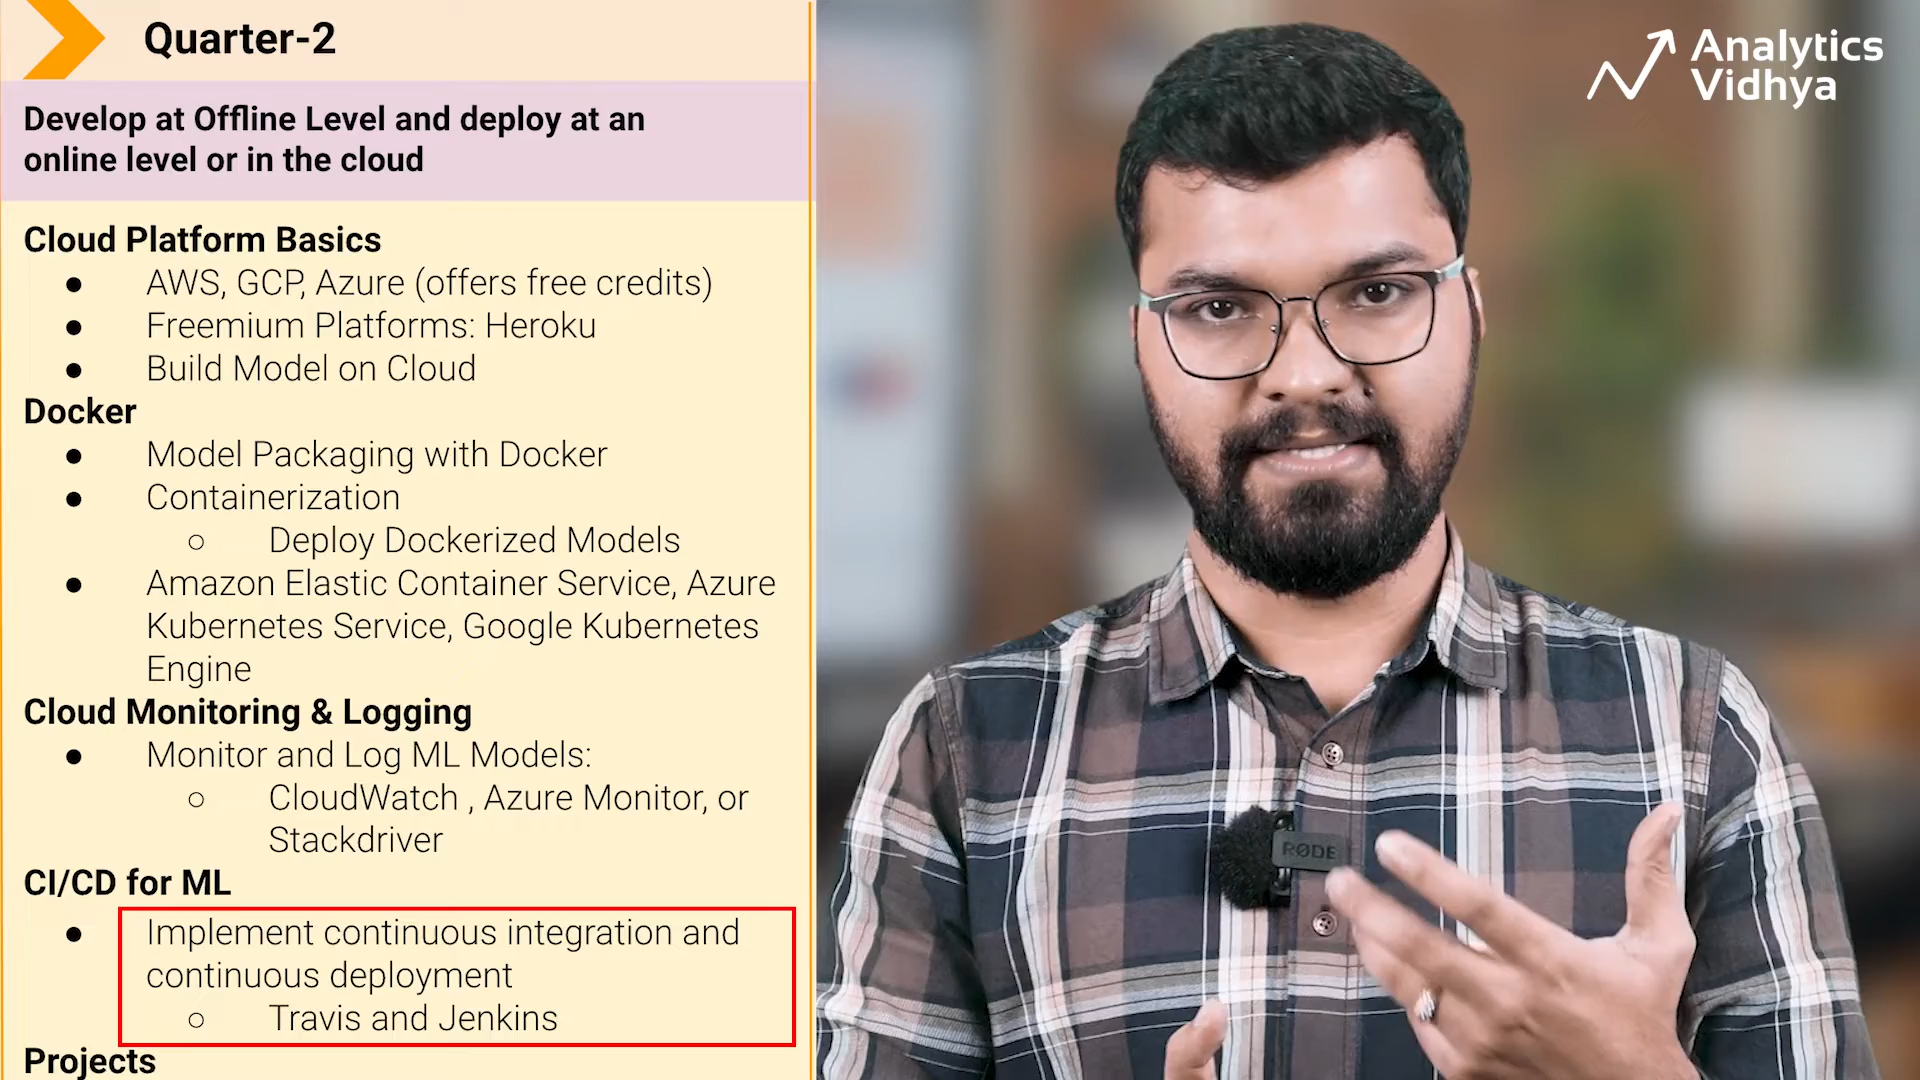 Quarter-2
Develop at Offline Level and deploy at an
online level or in the cloud
Cloud Platform Basics
● AWS, GCP, Azure (offers free credits)
● Freemium Platforms: Heroku
● Build Model on Cloud
Docker
● Model Packaging with Docker
● Containerization
○ Deploy Dockerized Models
● Amazon Elastic Container Service, Azure
Kubernetes Service, Google Kubernetes
Engine
Cloud Monitoring & Logging
● Monitor and Log ML Models:
○ CloudWatch , Azure Monitor, or
Stackdriver
CI/CD for ML
● Implement continuous integration and
continuous deployment
○ Travis and Jenkins
Projects
Analytics
Vidhya
RØDE